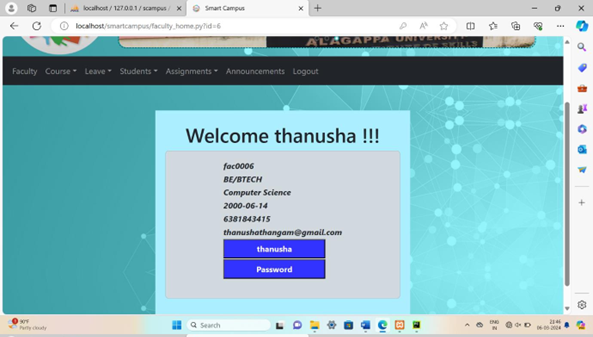 localhost / 127.0.0.1 / scampus
Smart Campus
localhost/smartcampus/faculty_home.py?id=6
ALAGAPPA UNIVERSITY
Faculty Course Leave Students Assignments Announcements Logout
Welcome thanusha !!!
fac0006
BE/BTECH
Computer Science
2000-06-14
6381843415
thanushathangam@gmail.com
thanusha
Password
Partly cloudy
Search
ENG
IN
23:46
06-05-2024